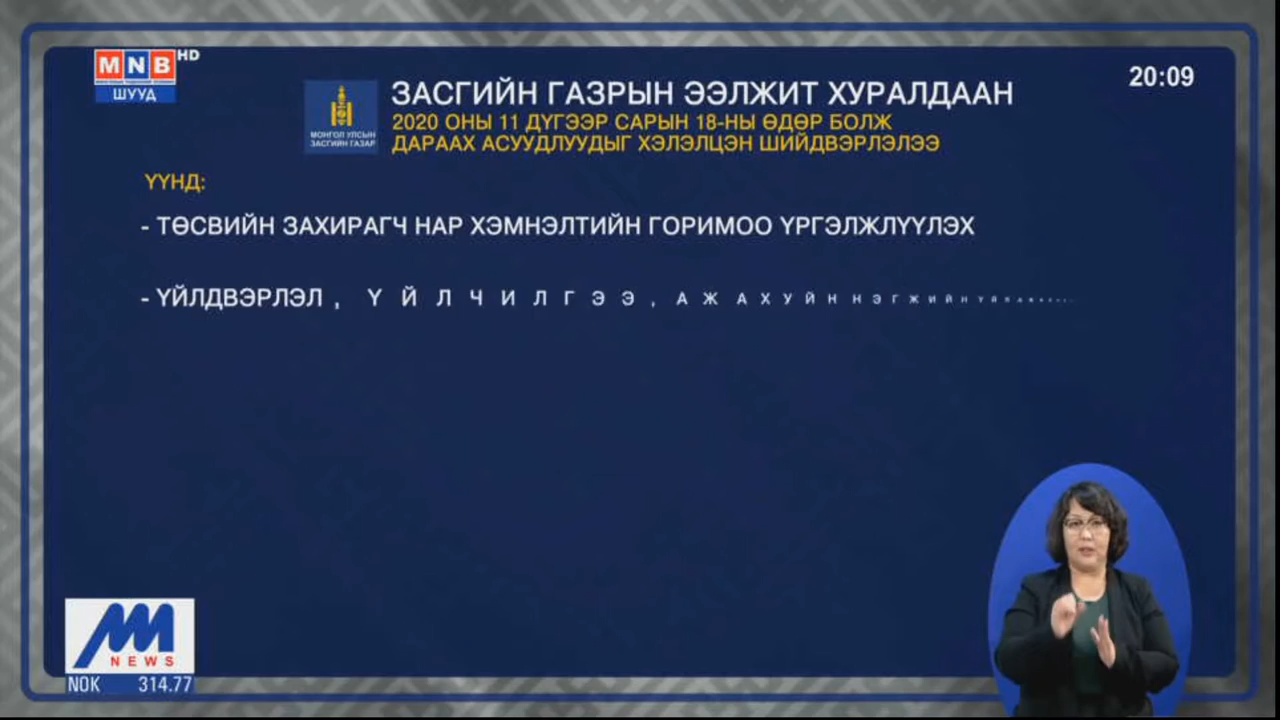 MNB HD
ШУУД
20:09
МОНГОЛ УЛСЫН
ЗАСГИЙН ГАЗАР
ЗАСГИЙН ГАЗРЫН ЭЭЛЖИТ ХУРАЛДААН
2020 ОНЫ 11 ДҮГЭЭР САРЫН 18-НЫ ӨДӨР БОЛЖ
ДАРААХ АСУУДЛУУДЫГ ХЭЛЭЛЦЭН ШИЙДВЭРЛЭЛЭЭ
ҮҮНД:
- ТӨСВИЙН ЗАХИРАГЧ НАР ХЭМНЭЛТИЙН ГОРИМОО ҮРГЭЛЖЛҮҮЛЭХ
- ҮЙЛДВЭРЛЭЛ, ҮЙЛЧИЛГЭЭ, АЖ АХУЙН НЭГЖИЙН
M NEWS
NOK 314.77